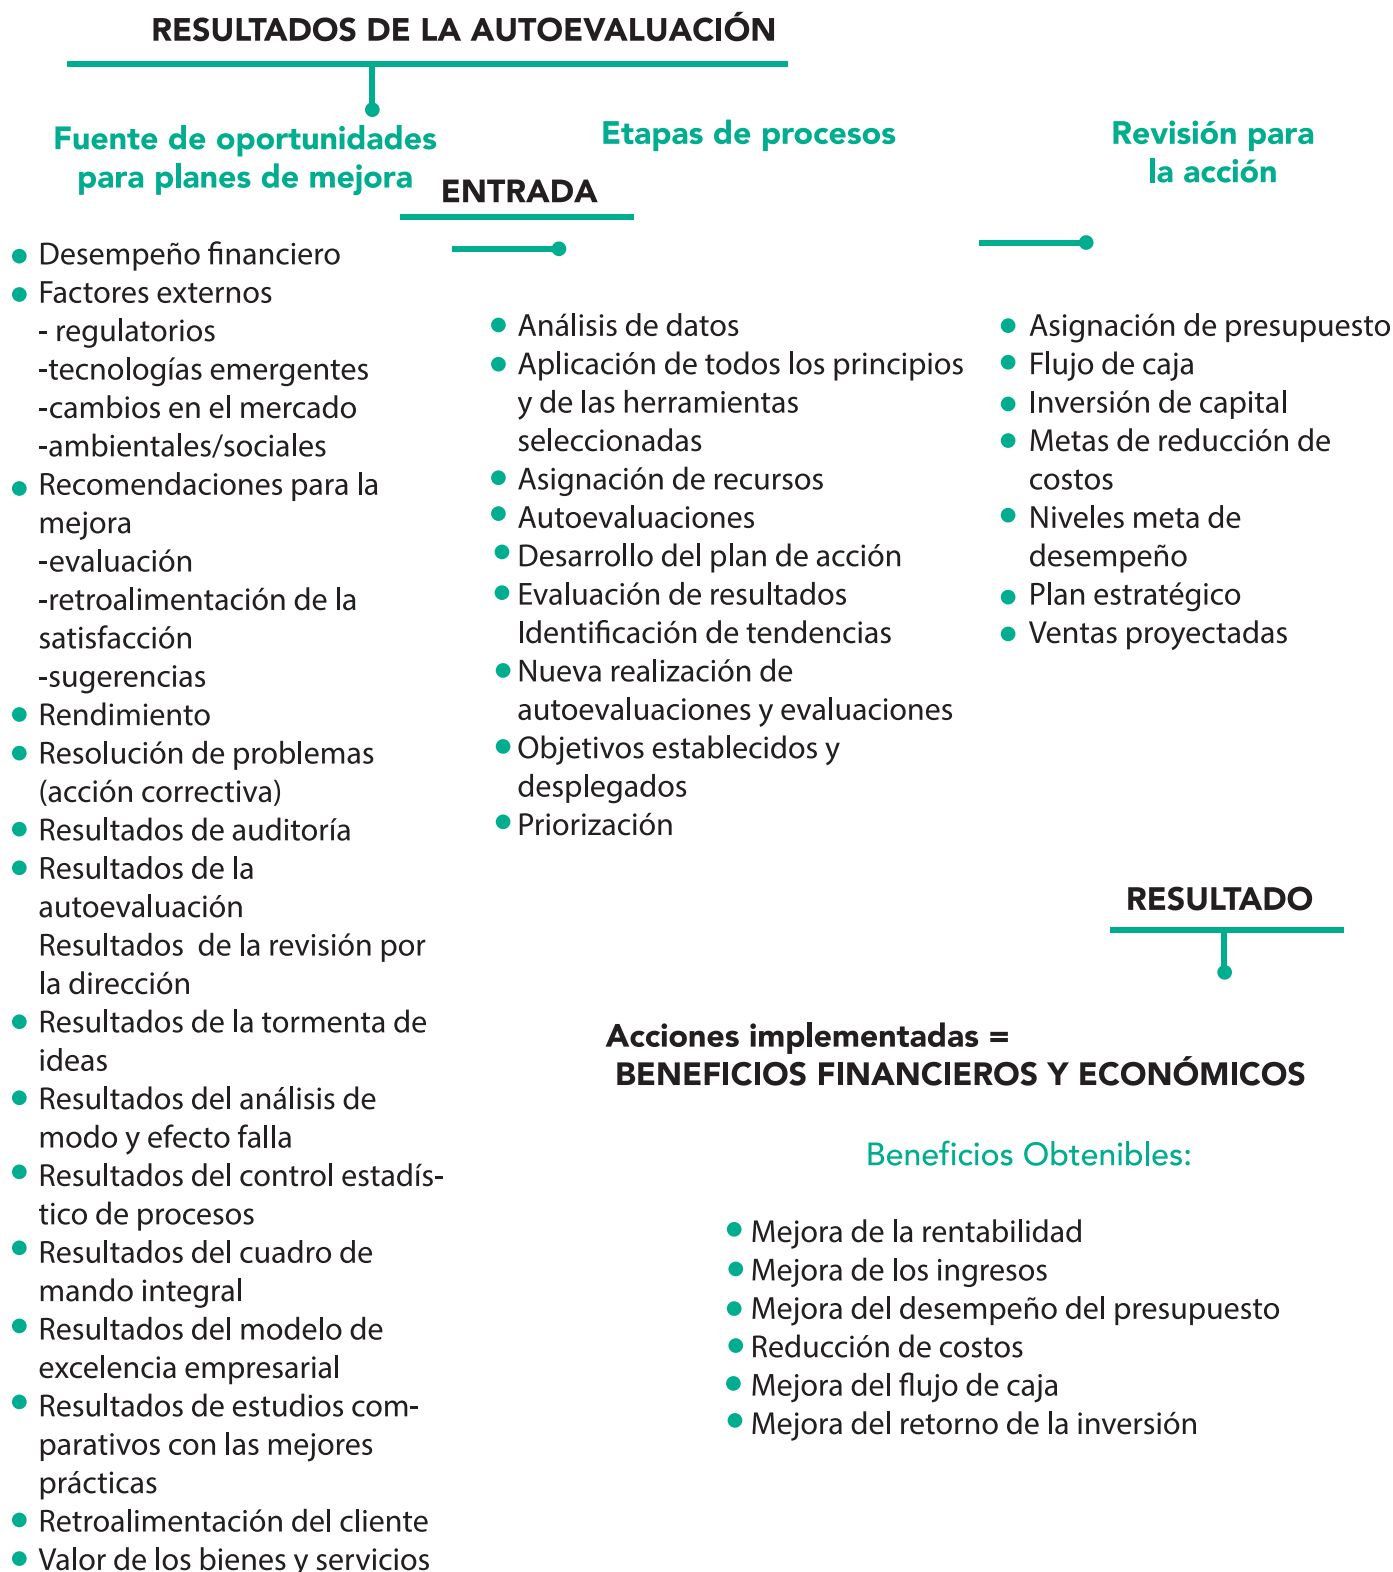 RESULTADOS DE LA AUTOEVALUACIÓN
Fuente de oportunidades
para planes de mejora
ENTRADA
• Desempeño financiero
• Factores externos
- regulatorios
-tecnologías emergentes
-cambios en el mercado
-ambientales/sociales
• Recomendaciones para la
mejora
-evaluación
-retroalimentación de la
satisfacción
-sugerencias
• Rendimiento
• Resolución de problemas
(acción correctiva)
• Resultados de auditoría
• Resultados de la
autoevaluación
Resultados de la revisión por
la dirección
• Resultados de la tormenta de
ideas
• Resultados del análisis de
modo y efecto falla
• Resultados del control estadís-
tico de procesos
• Resultados del cuadro de
mando integral
• Resultados del modelo de
excelencia empresarial
• Resultados de estudios com-
parativos con las mejores
prácticas
• Retroalimentación del cliente
• Valor de los bienes y servicios
Etapas de procesos
• Análisis de datos
• Aplicación de todos los principios
y de las herramientas
seleccionadas
• Asignación de recursos
• Autoevaluaciones
• Desarrollo del plan de acción
• Evaluación de resultados
Identificación de tendencias
• Nueva realización de
autoevaluaciones y evaluaciones
• Objetivos establecidos y
desplegados
• Priorización
Revisión para
la acción
• Asignación de presupuesto
• Flujo de caja
• Inversión de capital
• Metas de reducción de
costos
• Niveles meta de
desempeño
• Plan estratégico
• Ventas proyectadas
RESULTADO
Acciones implementadas =
BENEFICIOS FINANCIEROS Y ECONÓMICOS
Beneficios Obtenibles:
• Mejora de la rentabilidad
• Mejora de los ingresos
• Mejora del desempeño del presupuesto
• Reducción de costos
• Mejora del flujo de caja
• Mejora del retorno de la inversión